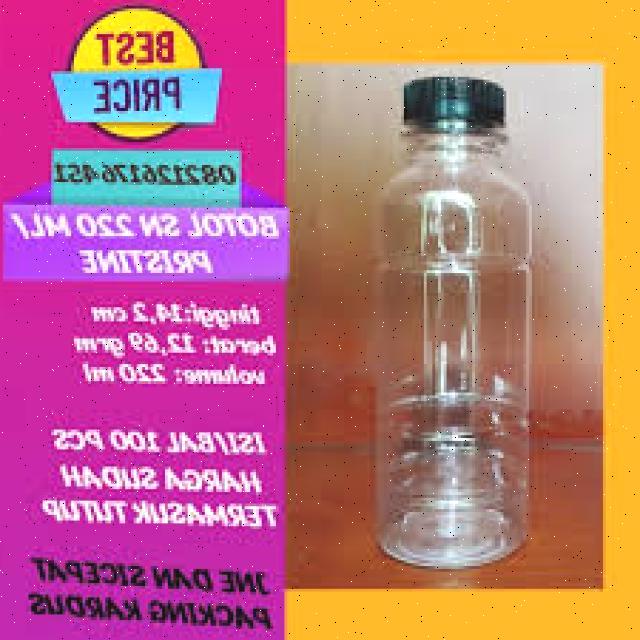 BEST
PRICE
082126176451
BOTOL SN 220 ML/
PRISTINE
tinggi:14,2 cm
berat: 12,69 grm
volume: 220 ml
ISI/BAL 100 PCS
HARGA SUDAH
TERMASUK TUTUP
JNE DAN SICEPAT
PACKING KARDUS